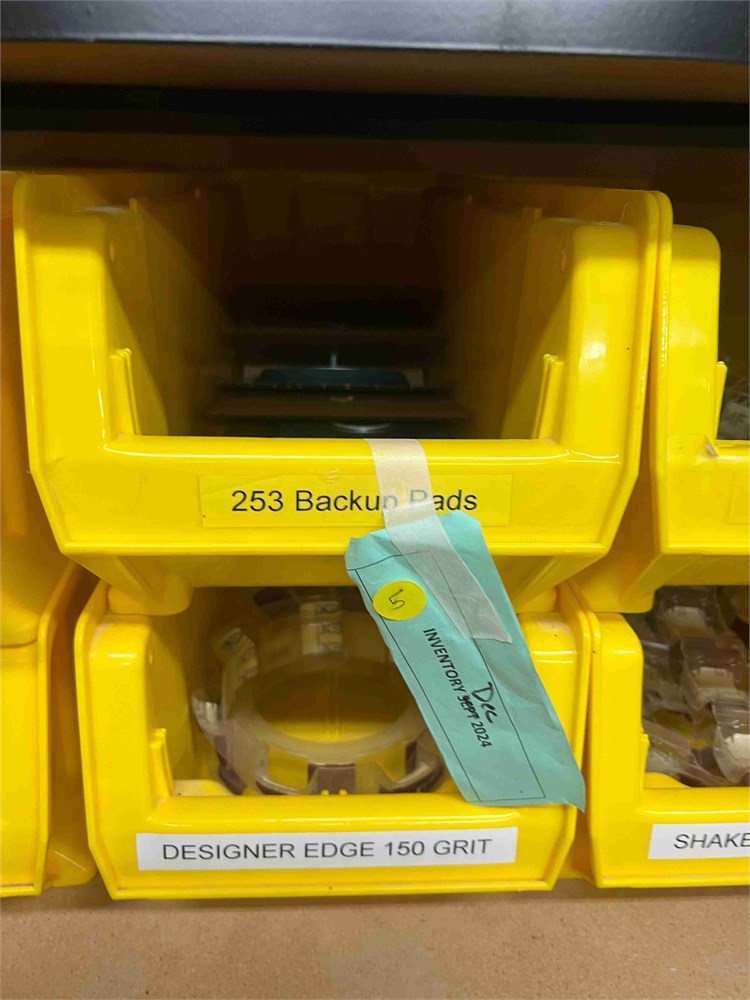 253 Backup Pads
5
INVENTORY sept 2024
Dec
DESIGNER EDGE 150 GRIT
SHAKE